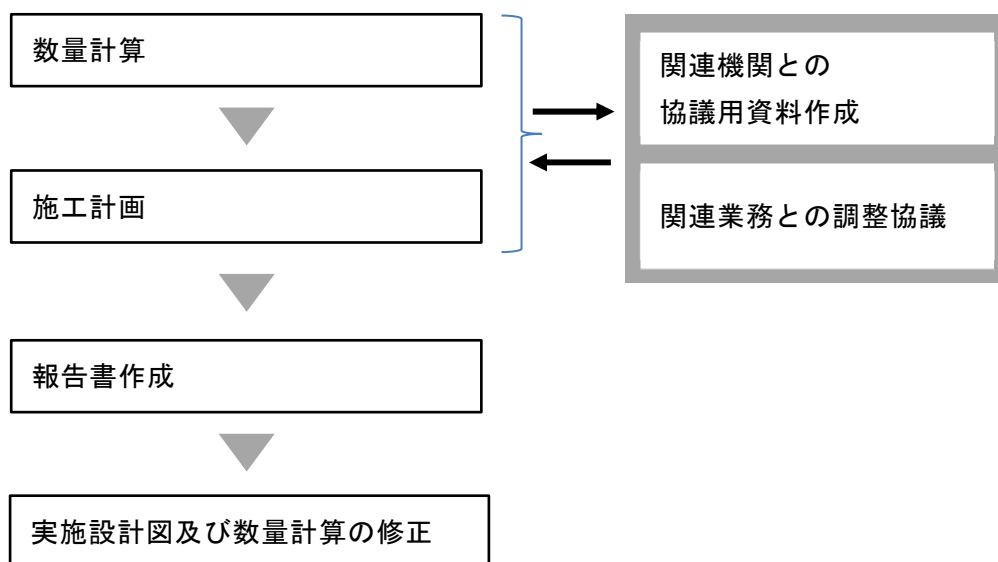 数量計算
施工計画
報告書作成
実施設計図及び数量計算の修正
関連機関との
協議用資料作成
関連業務との調整協議